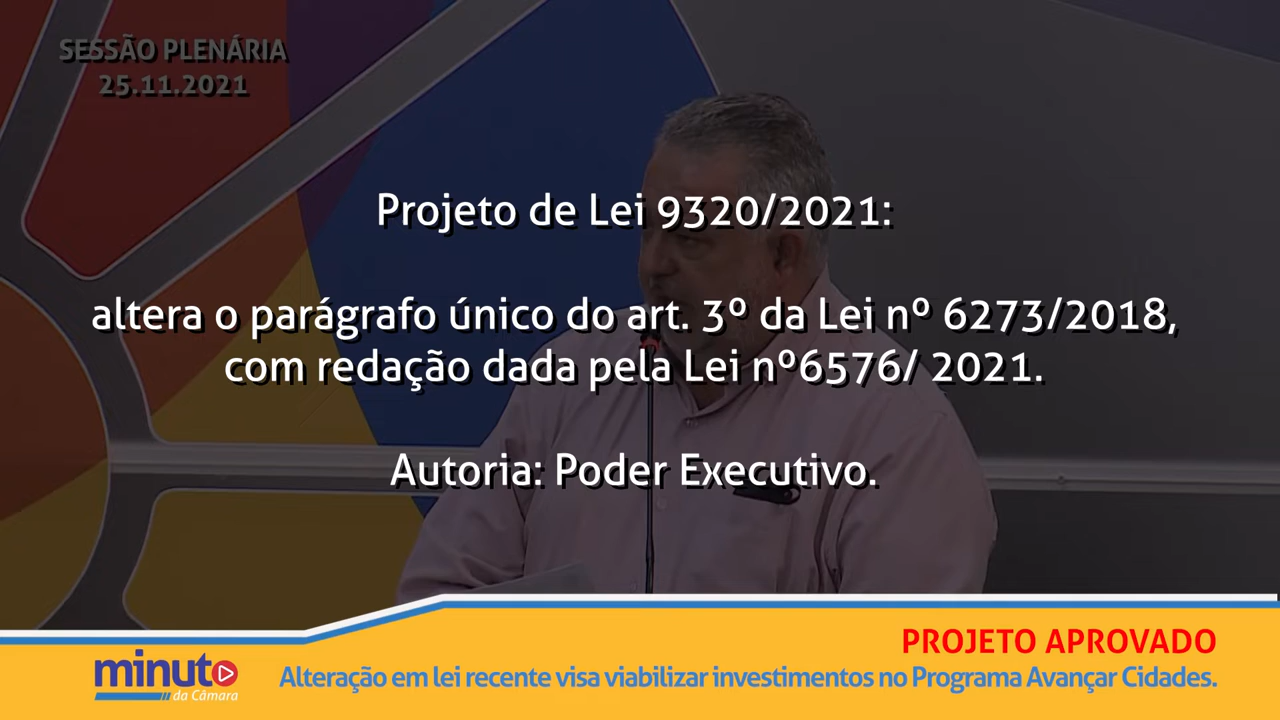 SESSÃO PLENÁRIA
25.11.2021
Projeto de Lei 9320/2021:
altera o parágrafo único do art. 3º da Lei nº 6273/2018,
com redação dada pela Lei nº6576/ 2021.
Autoria: Poder Executivo.
PROJETO APROVADO
minuto
da Câmara
Alteração em lei recente visa viabilizar investimentos no Programa Avançar Cidades.